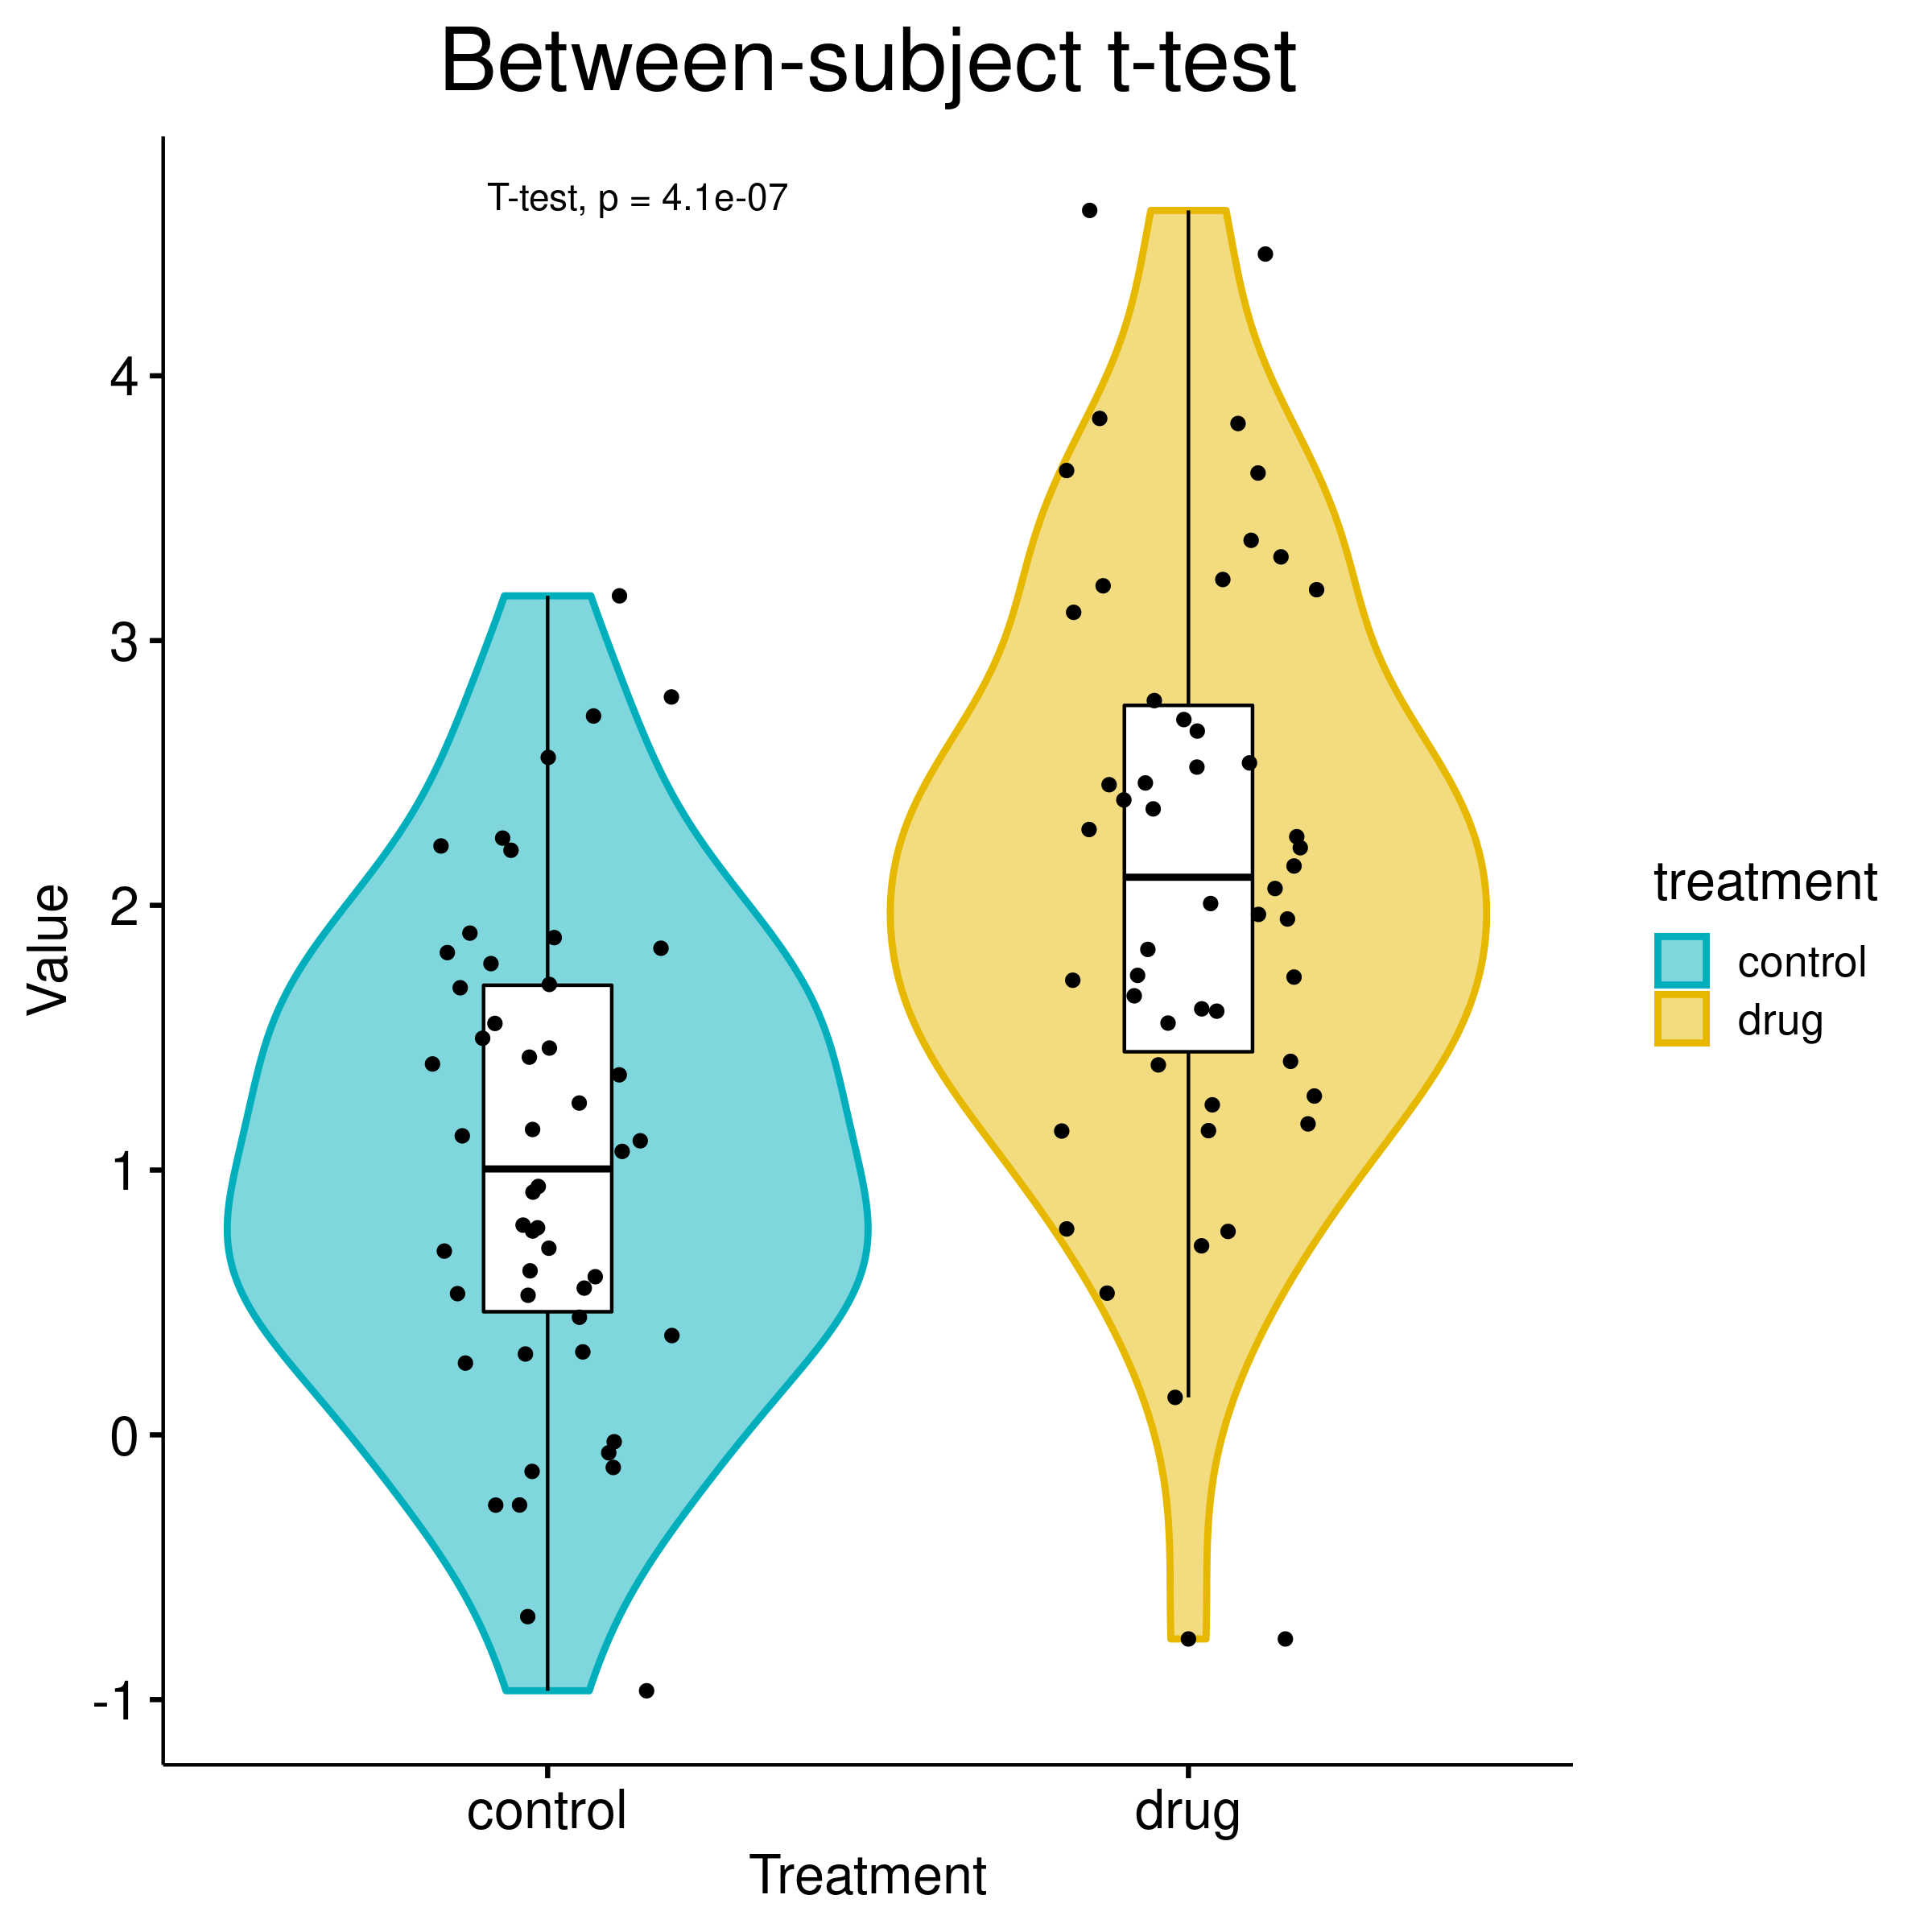 Between-subject t-test
T-test, p = 4.1e-07
4
3
2
1
0
-1
Value
control
drug
Treatment
treatment
control
drug